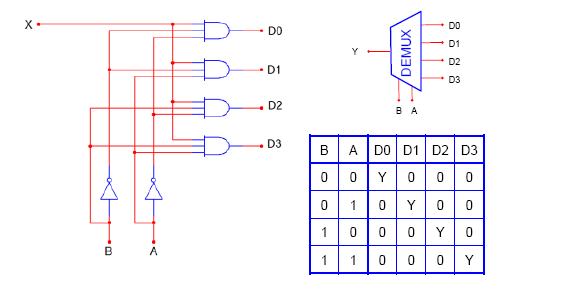 X
D0
D1
D2
D3
B
A
Y
DEMUX
D0
D1
D2
D3
B A
B A D0 D1 D2 D3
0 0 Y 0 0 0
0 1 0 Y 0 0
1 0 0 0 Y 0
1 1 0 0 0 Y